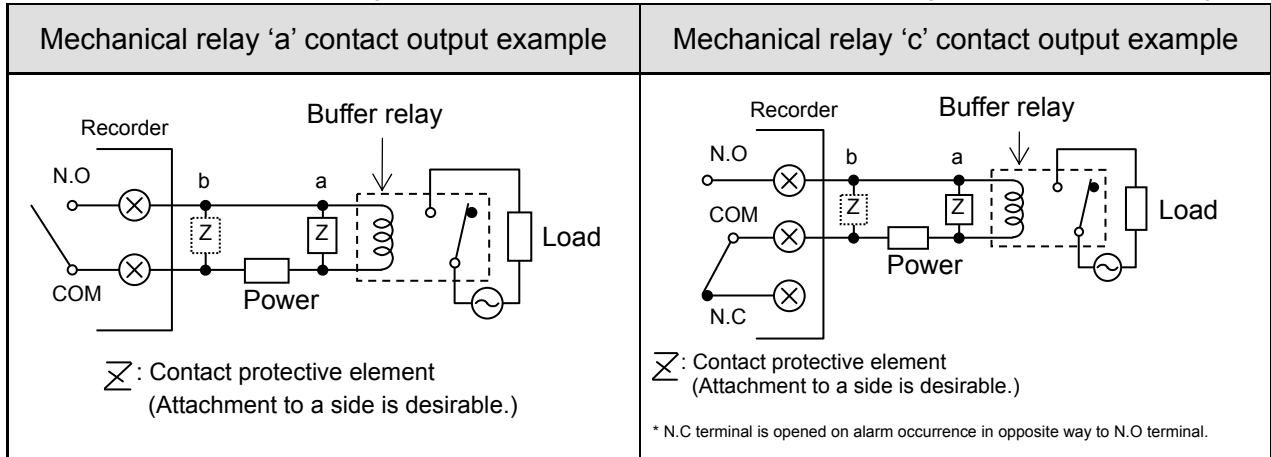 Mechanical relay ‘a’ contact output example
Recorder
Buffer relay
N.O
b
a
Z
Z
Load
COM
Power
Z: Contact protective element
(Attachment to a side is desirable.)
Mechanical relay ‘c’ contact output example
Recorder
Buffer relay
N.O
b
a
Z
Z
COM
Load
Power
N.C
Z: Contact protective element
(Attachment to a side is desirable.)
* N.C terminal is opened on alarm occurrence in opposite way to N.O terminal.